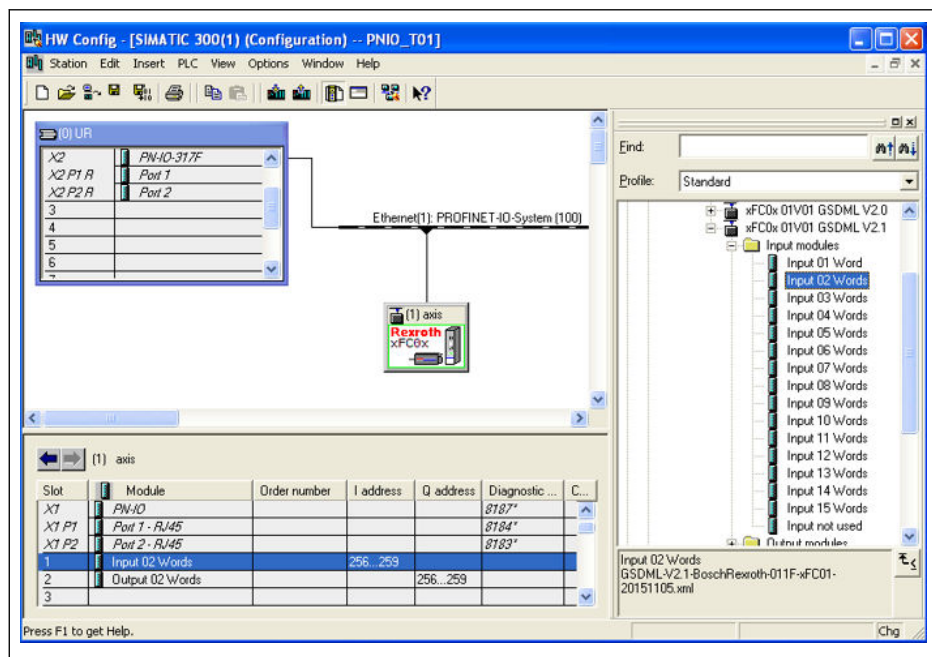 HW Config - [SIMATIC 300(1) (Configuration) -- PNIO_T01]
Station Edit Insert PLC View Options Window Help
(0) UR
X2 PN-IO-317F
X2 P1 R Port 1
X2 P2 R Port 2
3
4
5
6
7
Ethernet(1): PROFINET-IO-System (100)
(1) axis
Rexroth
xFC0x
Find:
Profile: Standard
xFC0x 01V01 GSDML V2.0
xFC0x 01V01 GSDML V2.1
Input modules
Input 01 Word
Input 02 Words
Input 03 Words
Input 04 Words
Input 05 Words
Input 06 Words
Input 07 Words
Input 08 Words
Input 09 Words
Input 10 Words
Input 11 Words
Input 12 Words
Input 13 Words
Input 14 Words
Input 15 Words
Input not used
Output modules
Input 02 Words
GSDML-V2.1-BoschRexroth-011F-xFC01-
20151105.xml
(1) axis
Slot Module Order number I address Q address Diagnostic ... C...
X1 PN-IO 8187*
X1 P1 Port 1 - RJ45 8184*
X1 P2 Port 2 - RJ45 8183*
1 Input 02 Words 256...259
2 Output 02 Words 256...259
3
Press F1 to get Help. Chg